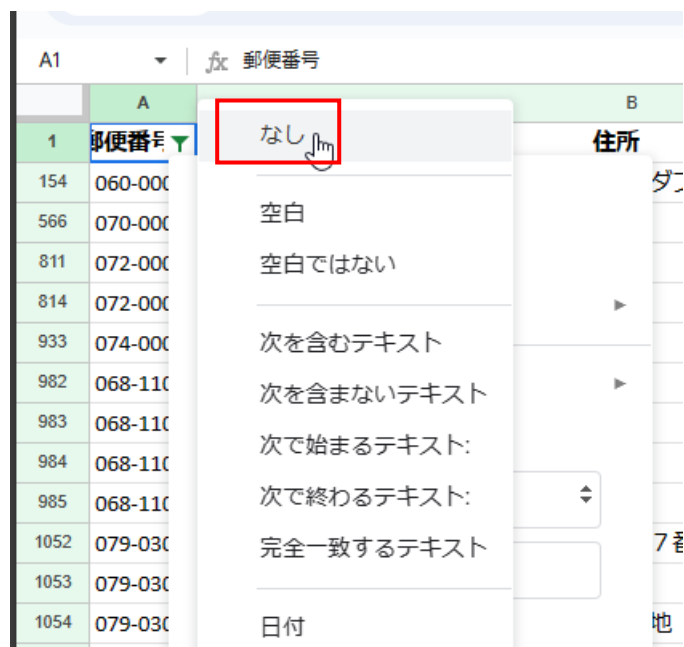 A1 fx 郵便番号
A B
1 郵便番号 住所
154 060-000
566 070-000
811 072-000
814 072-000
933 074-000
982 068-110
983 068-110
984 068-110
985 068-110
1052 079-030 7番
1053 079-030
1054 079-030 地
なし
空白
空白ではない
次を含むテキスト
次を含まないテキスト
次で始まるテキスト:
次で終わるテキスト:
完全一致するテキスト
日付